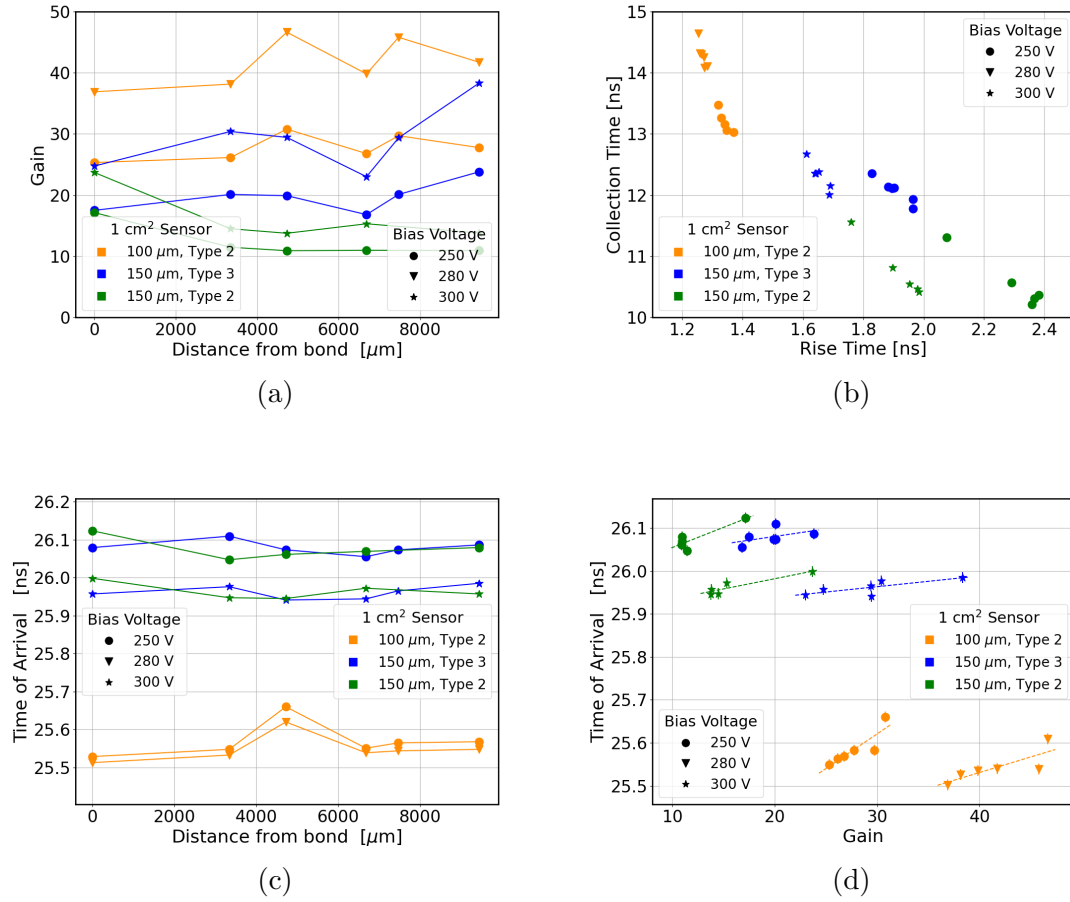 50
40
30
20
10
0
Gain
1 cm² Sensor
100 μm, Type 2
150 μm, Type 3
150 μm, Type 2
Bias Voltage
250 V
280 V
300 V
0 2000 4000 6000 8000
Distance from bond [μm]
(a)
15
14
13
12
11
10
Collection Time [ns]
Bias Voltage
250 V
280 V
300 V
1 cm² Sensor
100 μm, Type 2
150 μm, Type 3
150 μm, Type 2
1.2 1.4 1.6 1.8 2.0 2.2 2.4
Rise Time [ns]
(b)
26.2
26.1
26.0
25.9
25.8
25.7
25.6
25.5
Time of Arrival [ns]
Bias Voltage
250 V
280 V
300 V
1 cm² Sensor
100 μm, Type 2
150 μm, Type 3
150 μm, Type 2
0 2000 4000 6000 8000
Distance from bond [μm]
(c)
26.1
26.0
25.9
25.8
25.7
25.6
25.5
Time of Arrival [ns]
1 cm² Sensor
100 μm, Type 2
150 μm, Type 3
150 μm, Type 2
Bias Voltage
250 V
280 V
300 V
10 20 30 40
Gain
(d)